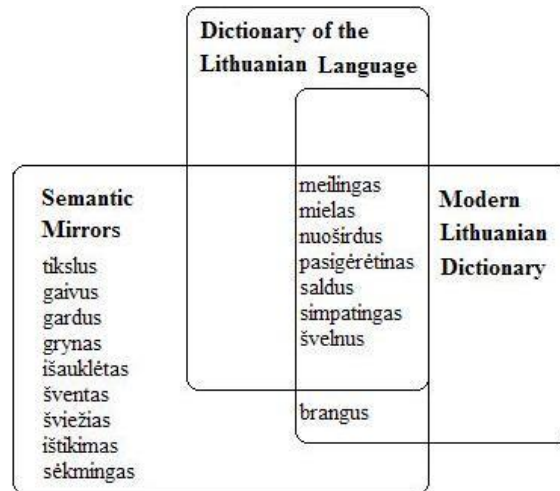 Dictionary of the
Lithuanian Language
Semantic
Mirrors
tikslus
gaivus
gardus
grynas
išauklėtas
šventas
šviežias
ištikimas
sėkmingas
meilingas
mielas
nuoširdus
pasigėrėtinas
saldus
simpatingas
švelnus
brangus
Modern
Lithuanian
Dictionary